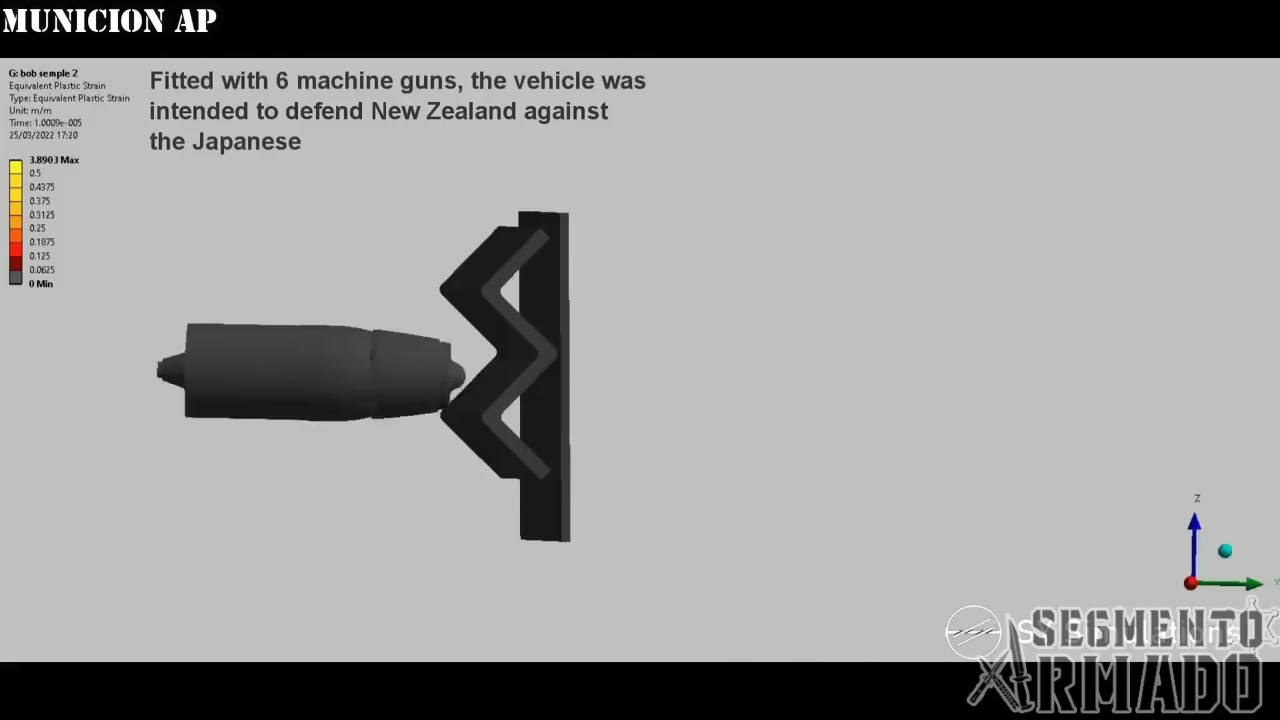 MUNICION AP
G: bob semple 2
Equivalent Plastic Strain
Type: Equivalent Plastic Strain
Unit: m/m
Time: 1.0009e-005
25/03/2022 17:20
3.8903 Max
0.5
0.4375
0.375
0.3125
0.25
0.1875
0.125
0.0625
0 Min
Fitted with 6 machine guns, the vehicle was
intended to defend New Zealand against
the Japanese
Z
Y
SEGMENTO
ARMADO